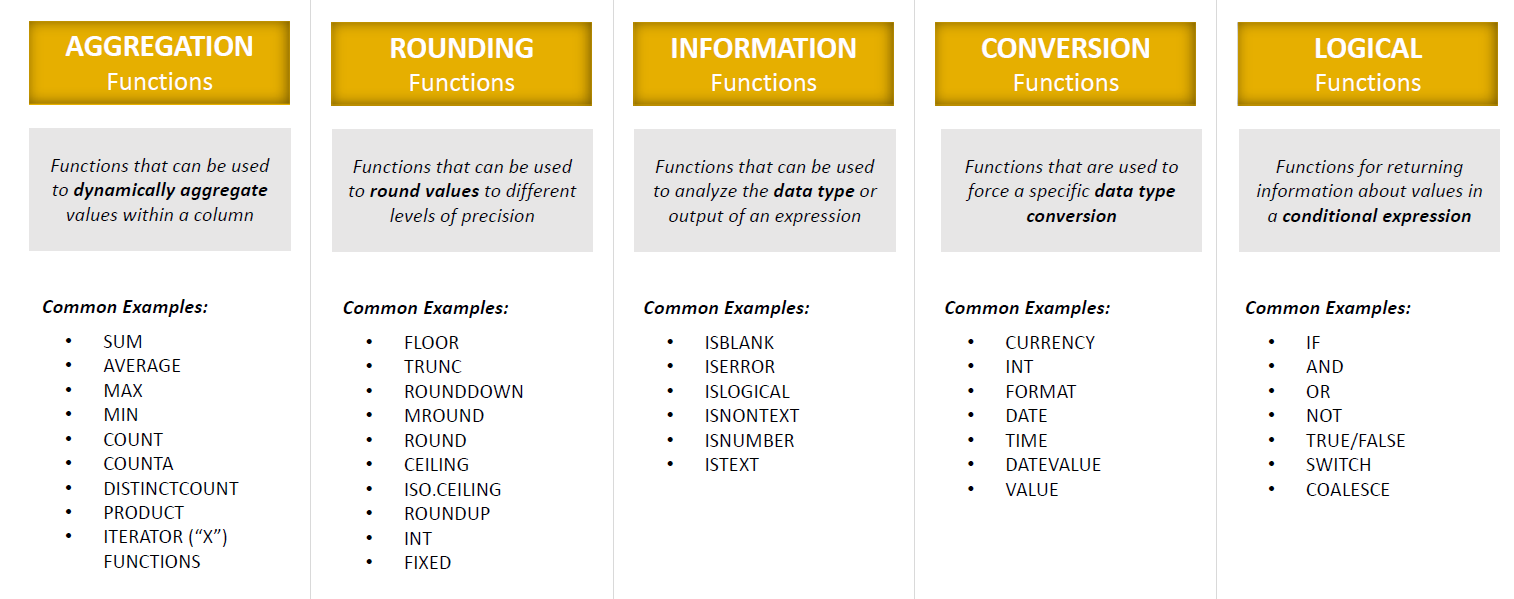 AGGREGATION
Functions
Functions that can be used
to dynamically aggregate
values within a column
Common Examples:
• SUM
• AVERAGE
• MAX
• MIN
• COUNT
• COUNTA
• DISTINCTCOUNT
• PRODUCT
• ITERATOR (“X”)
FUNCTIONS
ROUNDING
Functions
Functions that can be used
to round values to different
levels of precision
Common Examples:
• FLOOR
• TRUNC
• ROUNDDOWN
• MROUND
• ROUND
• CEILING
• ISO.CEILING
• ROUNDUP
• INT
• FIXED
INFORMATION
Functions
Functions that can be used
to analyze the data type or
output of an expression
Common Examples:
• ISBLANK
• ISERROR
• ISLOGICAL
• ISNONTEXT
• ISNUMBER
• ISTEXT
CONVERSION
Functions
Functions that are used to
force a specific data type
conversion
Common Examples:
• CURRENCY
• INT
• FORMAT
• DATE
• TIME
• DATEVALUE
• VALUE
LOGICAL
Functions
Functions for returning
information about values in
a conditional expression
Common Examples:
• IF
• AND
• OR
• NOT
• TRUE/FALSE
• SWITCH
• COALESCE